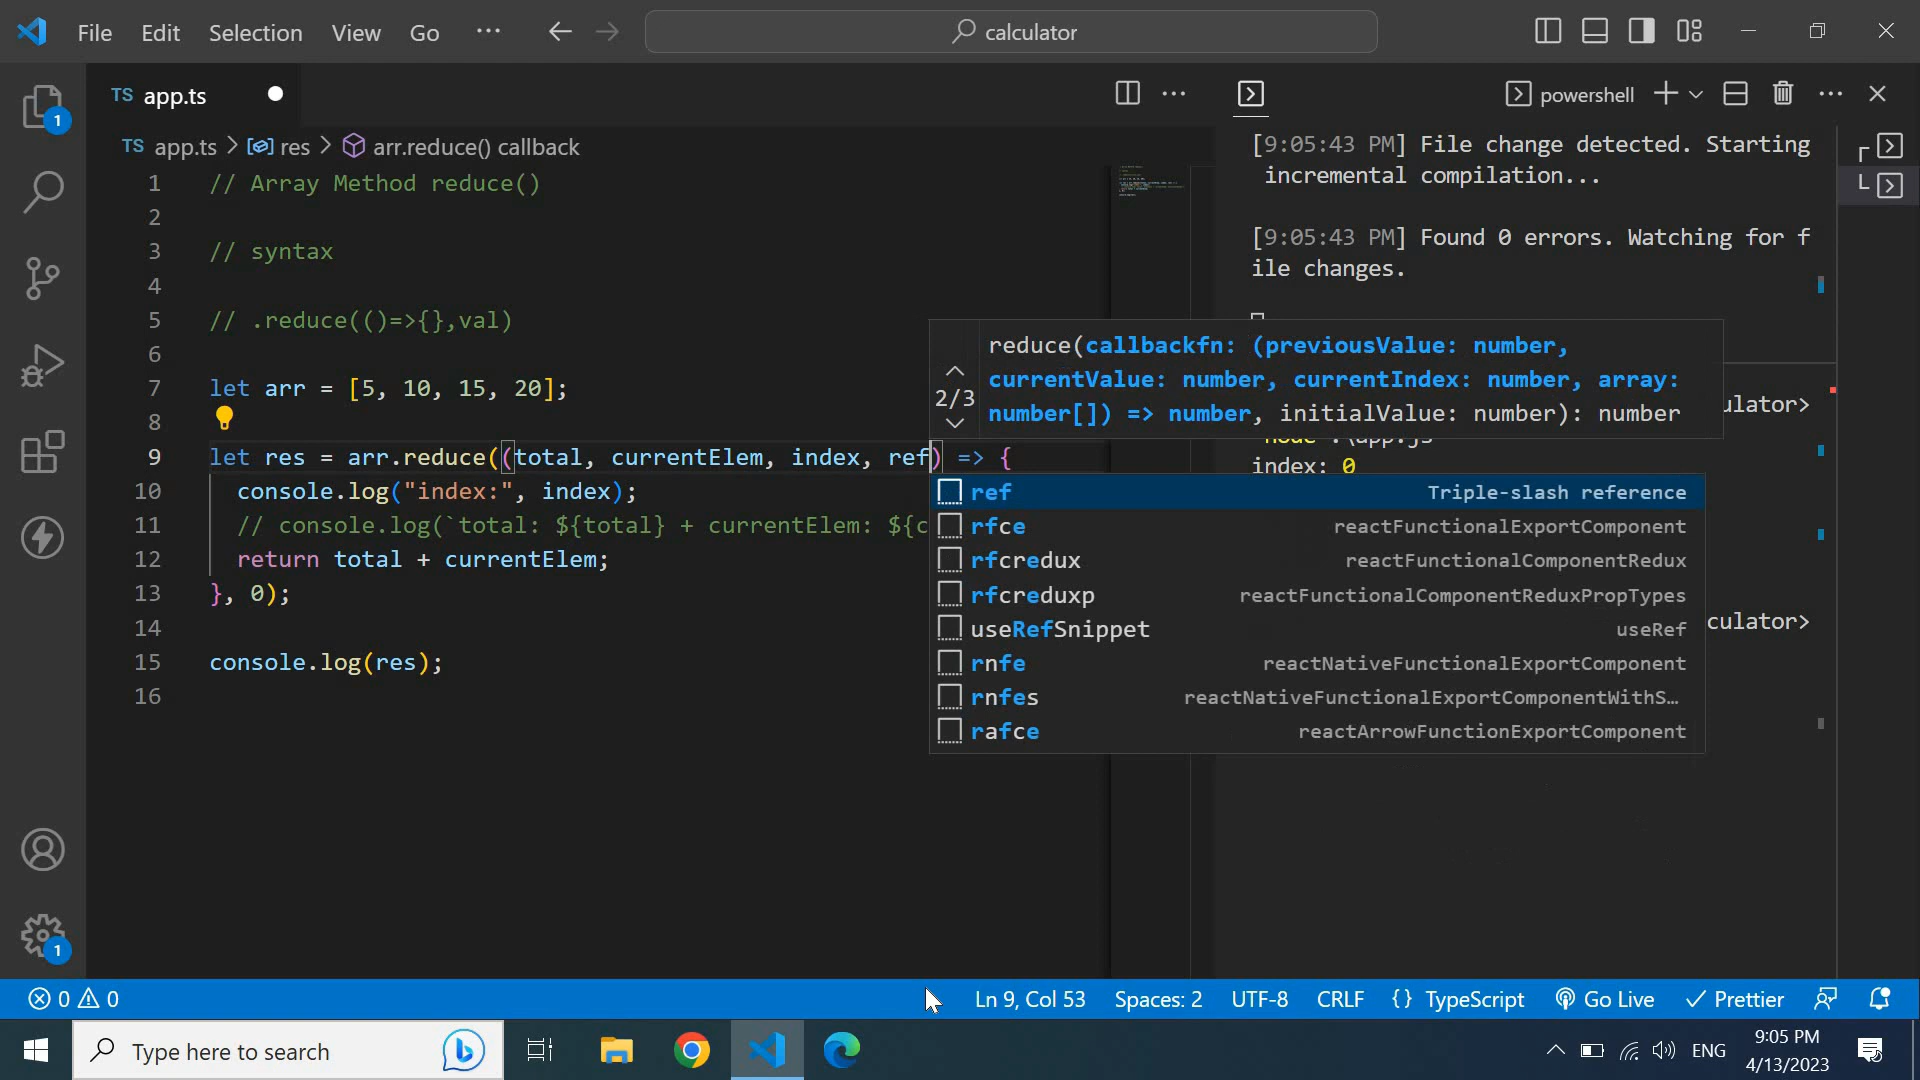 File Edit Selection View Go ··· calculator
TS app.ts
powershell
TS app.ts > res > arr.reduce() callback
1 // Array Method reduce()
2
3 // syntax
4
5 // .reduce(()=>{},val)
6
7 let arr = [5, 10, 15, 20];
8
9 let res = arr.reduce((total, currentElem, index, ref) => {
10 console.log("index:", index);
11 // console.log(`total: ${total} + currentElem: ${c
12 return total + currentElem;
13 }, 0);
14
15 console.log(res);
16
reduce(callbackfn: (previousValue: number,
currentValue: number, currentIndex: number, array:
number[]) => number, initialValue: number): number
2/3
ref Triple-slash reference
rfce reactFunctionalExportComponent
rfcredux reactFunctionalComponentRedux
rfcreduxp reactFunctionalComponentReduxPropTypes
useRefSnippet useRef
rnfe reactNativeFunctionalExportComponent
rnfes reactNativeFunctionalExportComponentWithS…
rafce reactArrowFunctionExportComponent
[9:05:43 PM] File change detected. Starting
incremental compilation...
[9:05:43 PM] Found 0 errors. Watching for f
ile changes.
ulator>
index: 0
culator>
1
1
0 0
Ln 9, Col 53 Spaces: 2 UTF-8 CRLF {} TypeScript Go Live Prettier
Type here to search
ENG
9:05 PM
4/13/2023